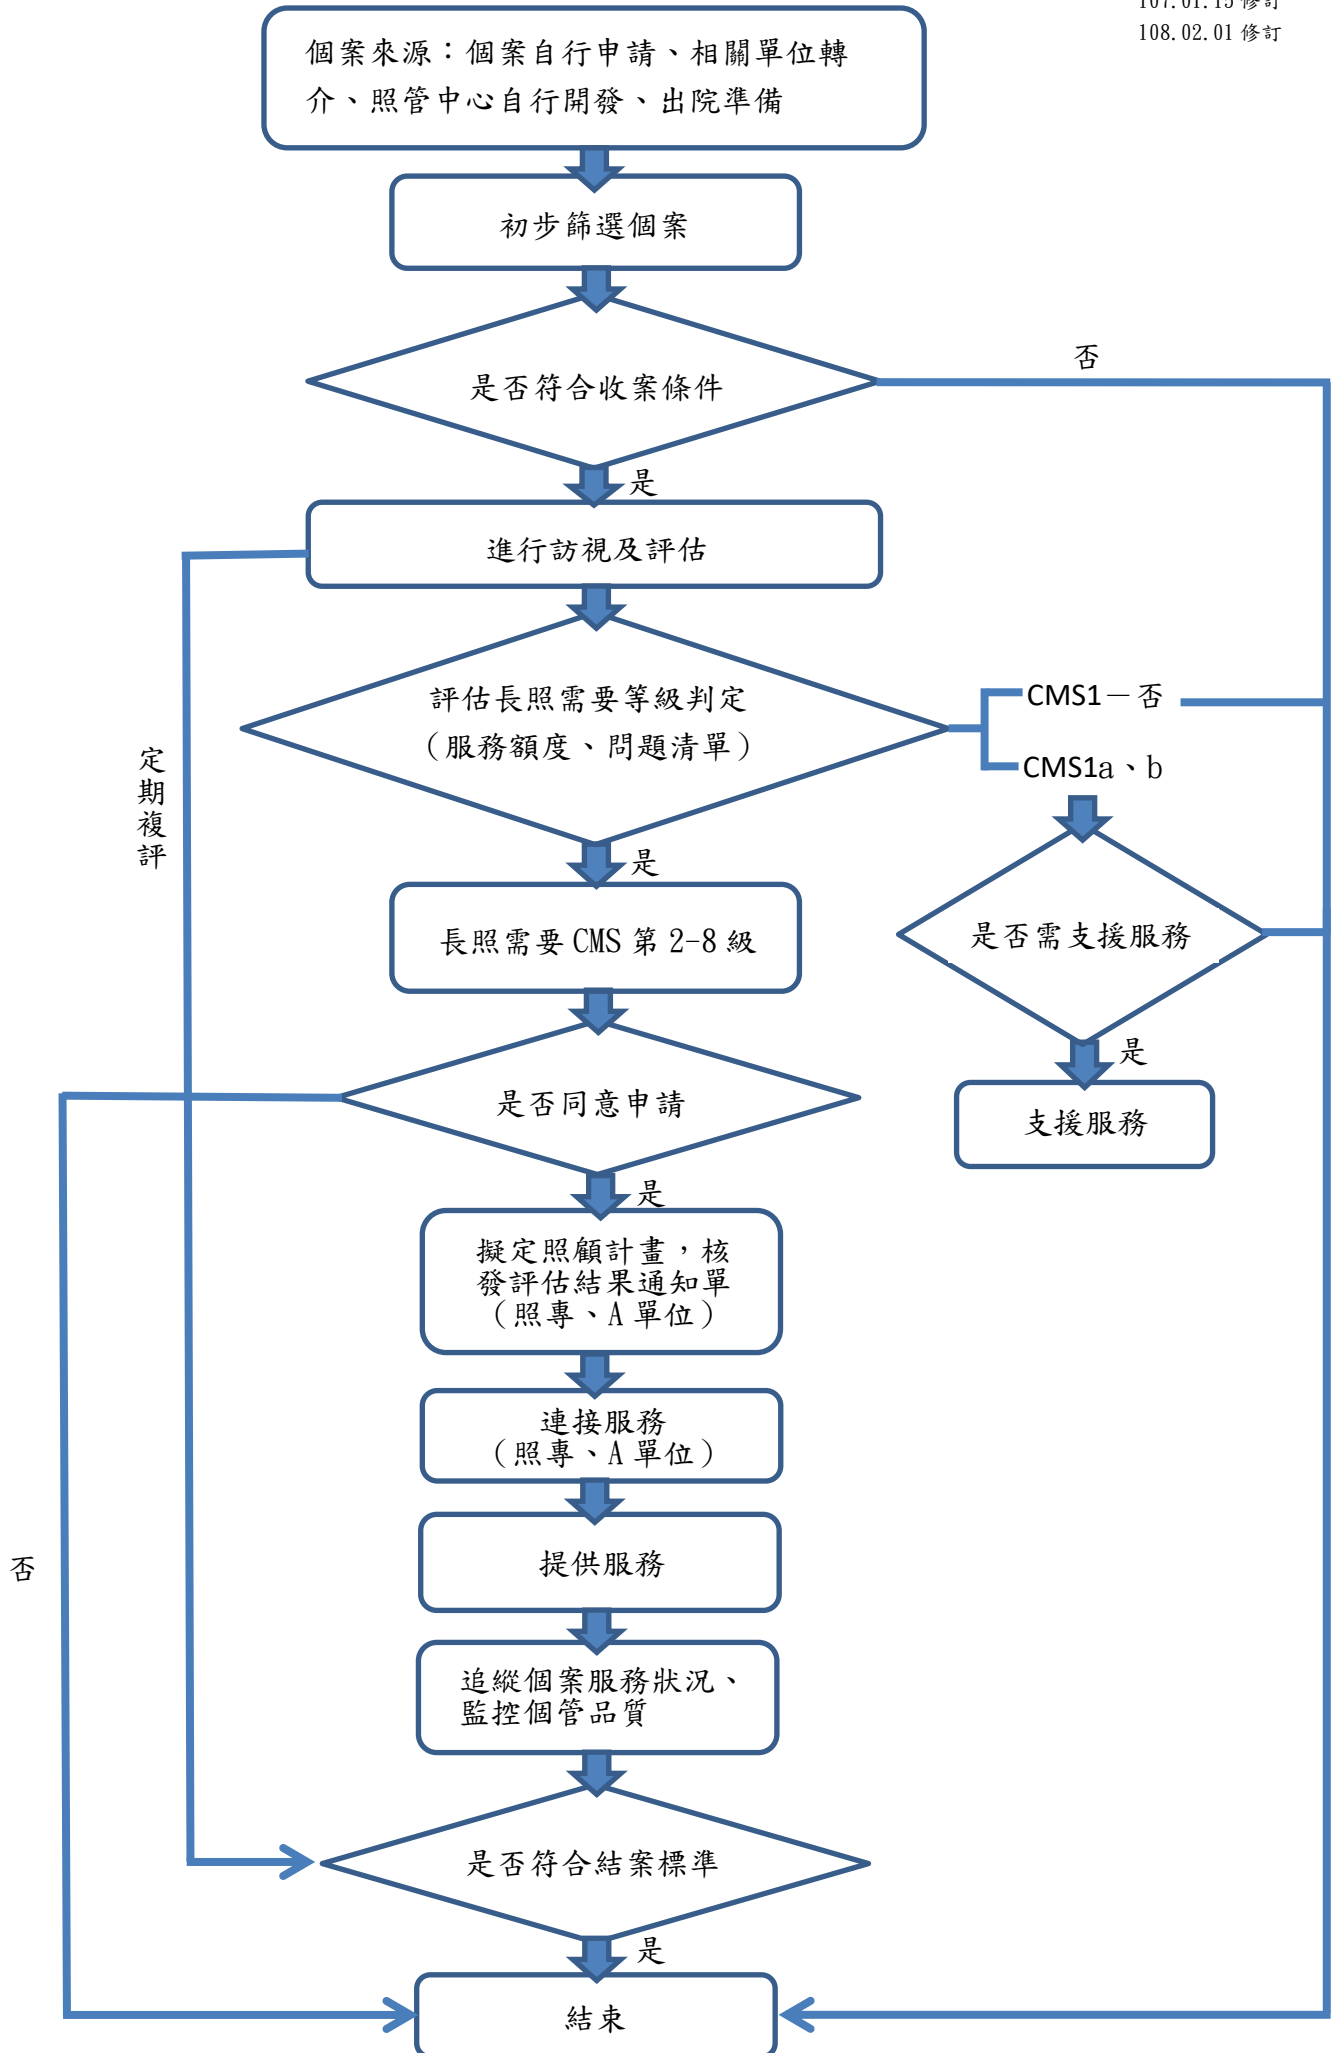 107.01.15 修訂
108.02.01 修訂
個案來源：個案自行申請、相關單位轉
介、照管中心自行開發、出院準備
初步篩選個案
是否符合收案條件
否
是
進行訪視及評估
評估長照需要等級判定
（服務額度、問題清單）
CMS1－否
CMS1a、b
定期複評
是
長照需要 CMS 第 2-8 級
是否需支援服務
是
支援服務
是否同意申請
是
擬定照顧計畫，核
發評估結果通知單
（照專、A 單位）
連接服務
（照專、A 單位）
提供服務
否
追縱個案服務狀況、
監控個管品質
是否符合結案標準
是
結束